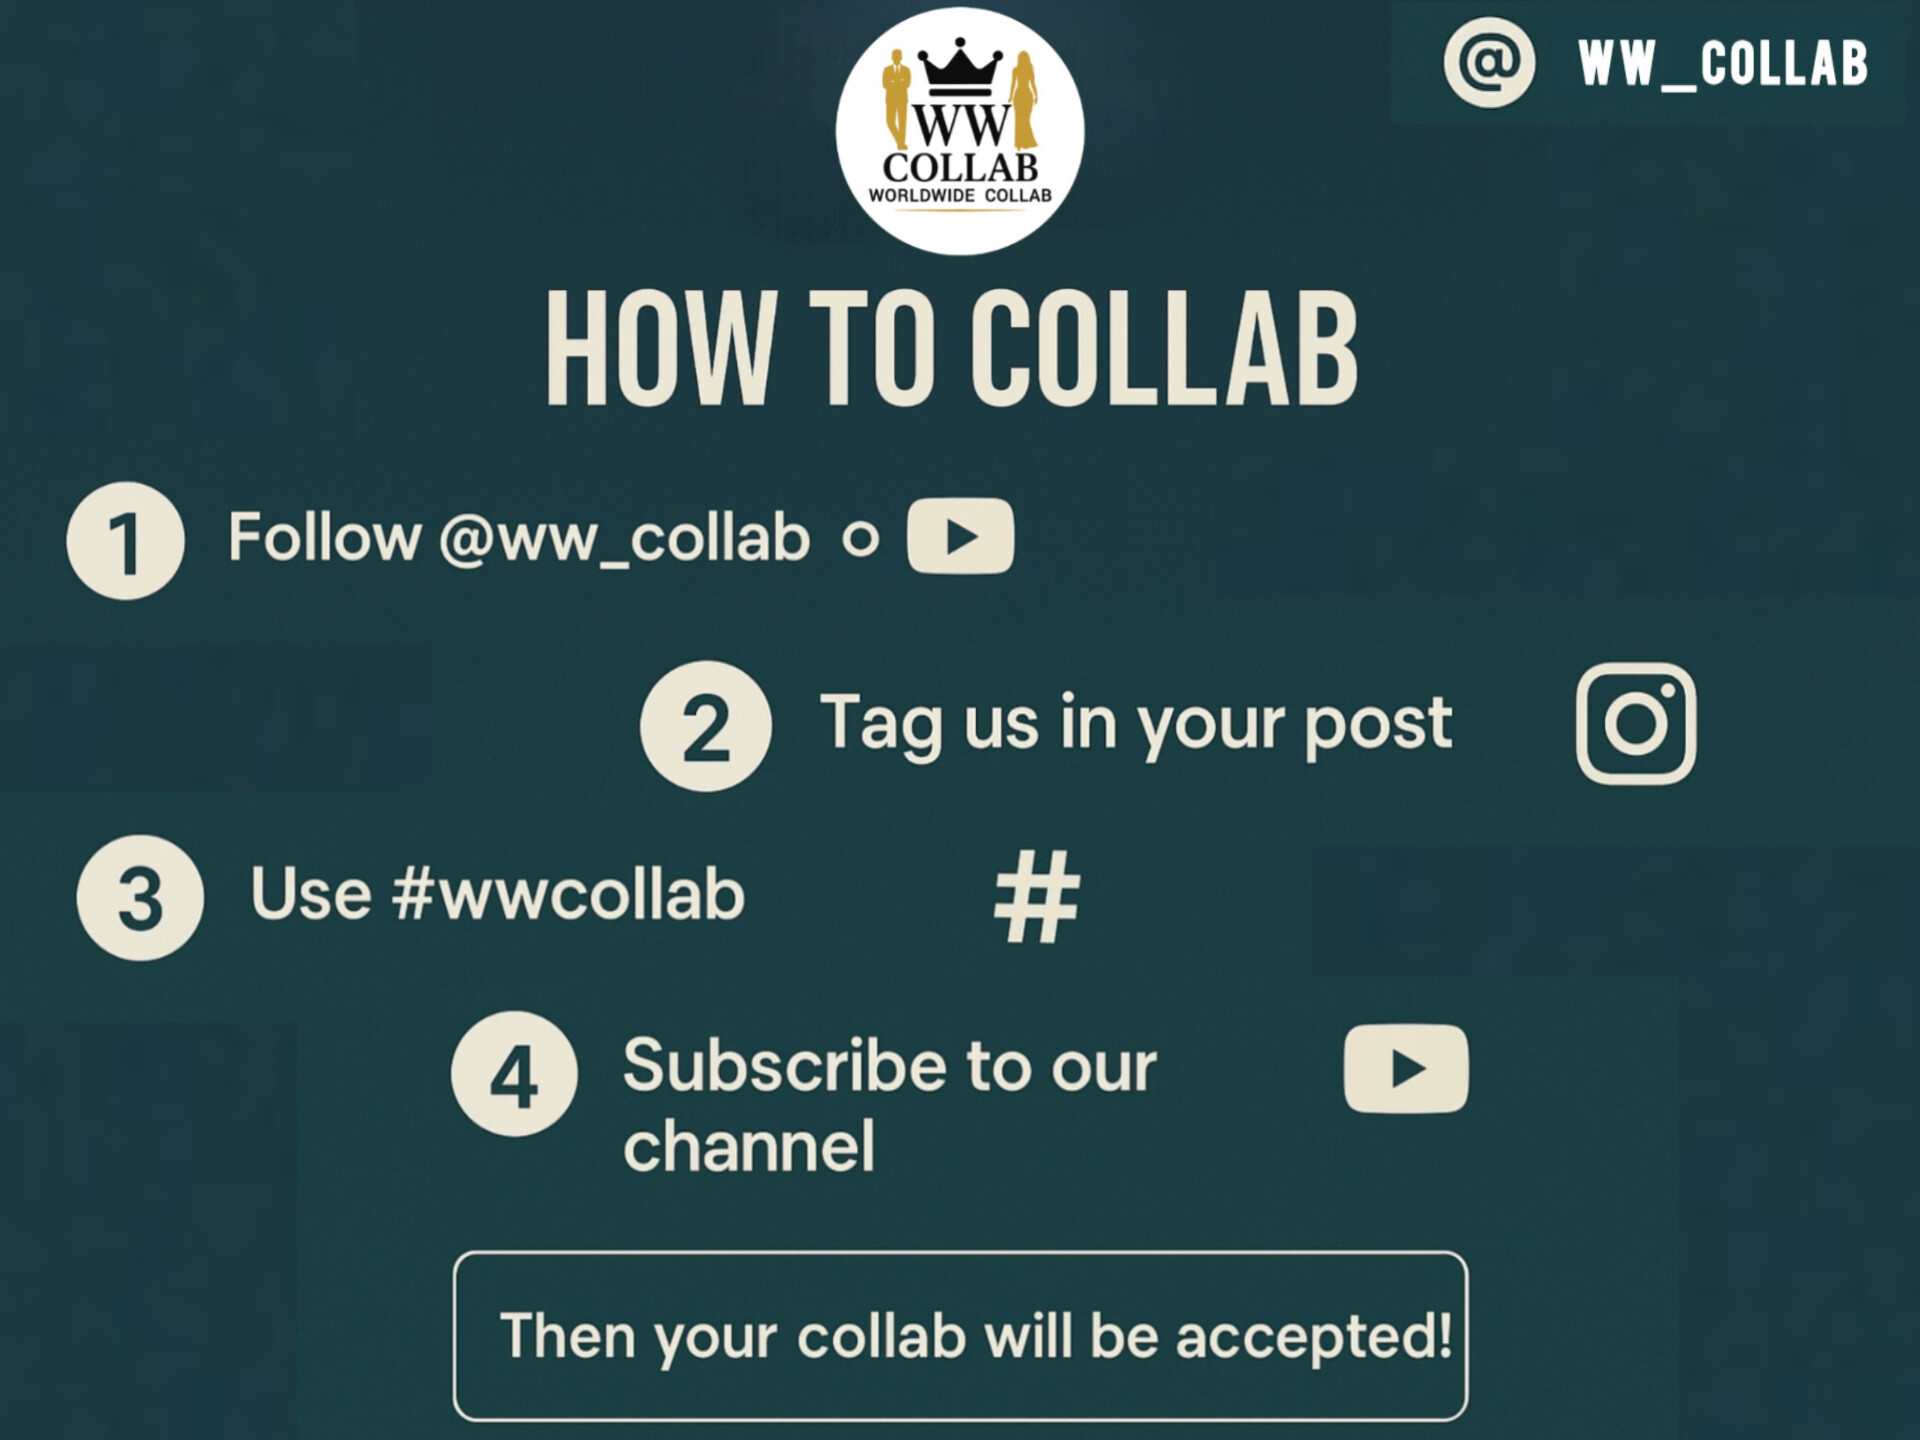 @ WW_COLLAB
WW
COLLAB
WORLDWIDE COLLAB
HOW TO COLLAB
1 Follow @ww_collab
2 Tag us in your post
3 Use #wwcollab #
4 Subscribe to our
channel
Then your collab will be accepted!